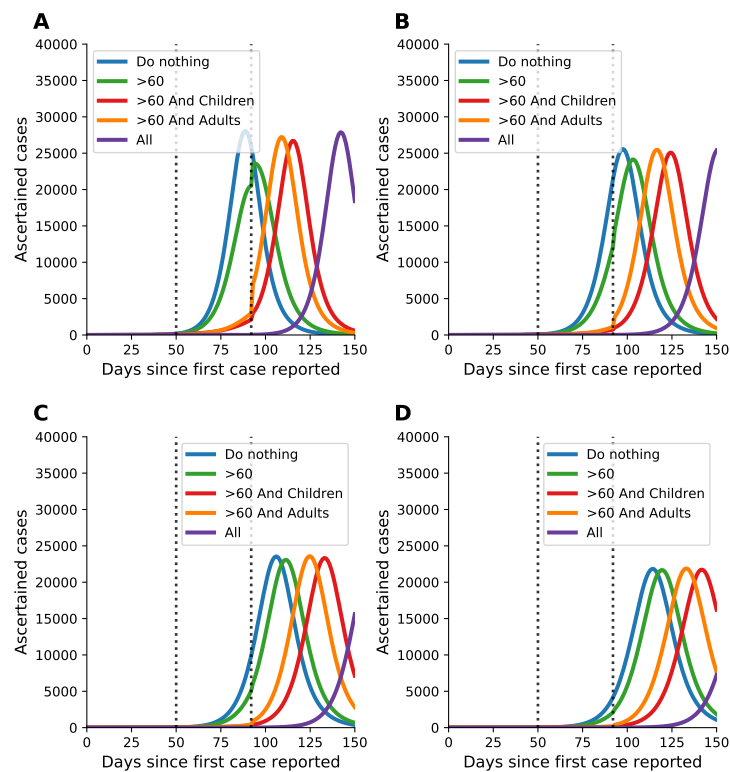 A
B
40000
35000
30000
25000
20000
15000
10000
5000
0
0 25 50 75 100 125 150
Ascertained cases
Days since first case reported
Do nothing
>60
>60 And Children
>60 And Adults
All
40000
35000
30000
25000
20000
15000
10000
5000
0
0 25 50 75 100 125 150
Ascertained cases
Days since first case reported
Do nothing
>60
>60 And Children
>60 And Adults
All
C
D
40000
35000
30000
25000
20000
15000
10000
5000
0
0 25 50 75 100 125 150
Ascertained cases
Days since first case reported
Do nothing
>60
>60 And Children
>60 And Adults
All
40000
35000
30000
25000
20000
15000
10000
5000
0
0 25 50 75 100 125 150
Ascertained cases
Days since first case reported
Do nothing
>60
>60 And Children
>60 And Adults
All